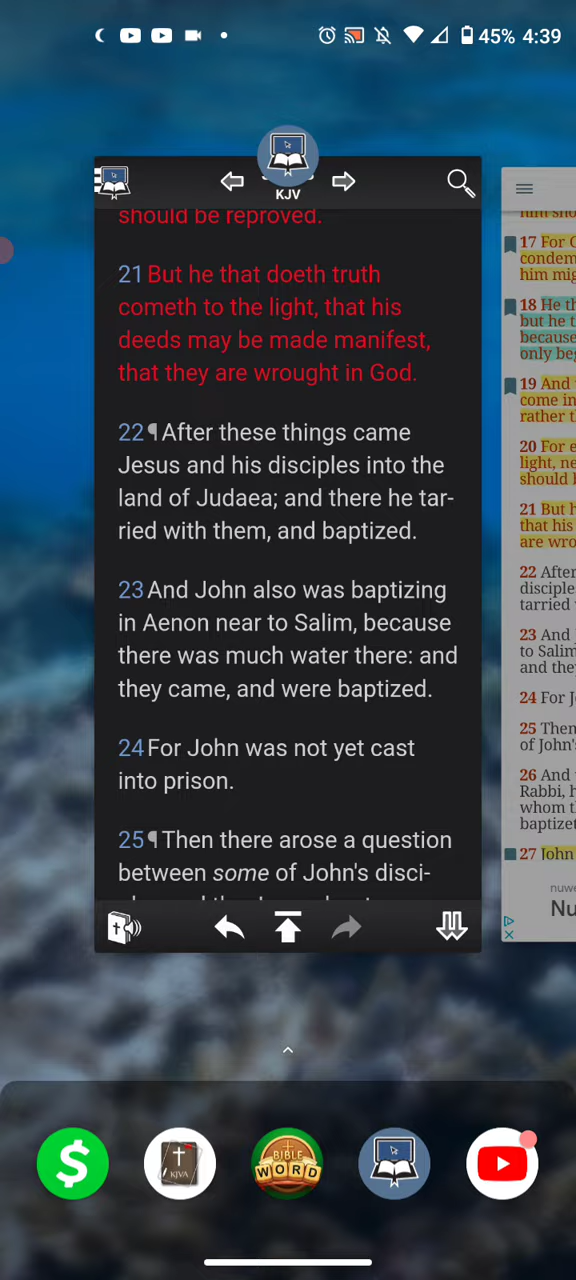 45% 4:39
KJV
should be reproved.
21 But he that doeth truth
cometh to the light, that his
deeds may be made manifest,
that they are wrought in God.
22 ¶ After these things came
Jesus and his disciples into the
land of Judaea; and there he tar-
ried with them, and baptized.
23 And John also was baptizing
in Aenon near to Salim, because
there was much water there: and
they came, and were baptized.
24 For John was not yet cast
into prison.
25 ¶ Then there arose a question
between some of John's disci-
17 For
condem
him mig
18 He th
but he t
because
only beg
19 And
come in
rather t
20 For e
light, ne
should b
21 But h
that his
are wro
22 After
disciple
tarried
23 And
to Salim
and they
24 For J
25 Then
of John's
26 And
Rabbi, h
whom t
baptizet
27 John
nuwe
Nu
KJVA
BIBLE
WORD